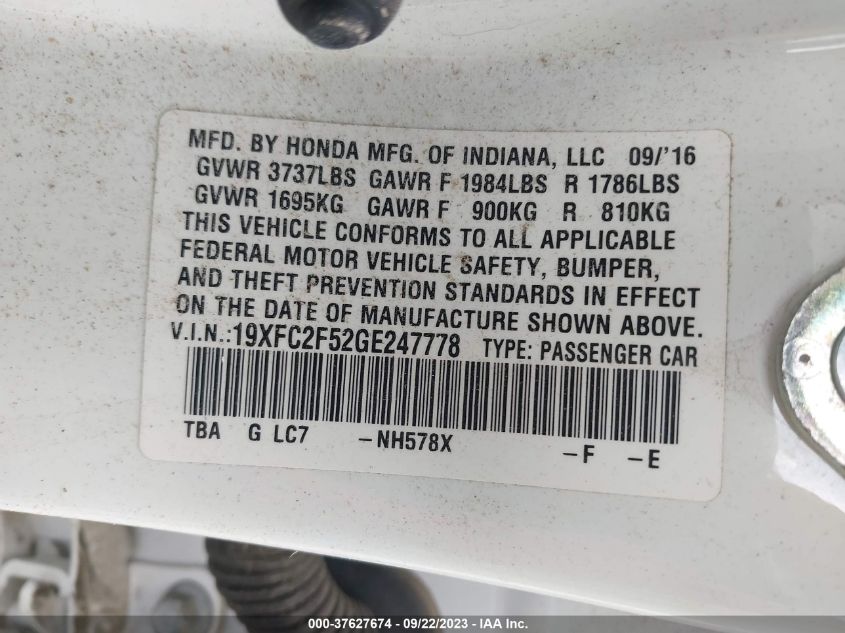 MFD. BY HONDA MFG. OF INDIANA, LLC 09/'16
GVWR 3737LBS GAWR F 1984LBS R 1786LBS
GVWR 1695KG GAWR F 900KG R 810KG
THIS VEHICLE CONFORMS TO ALL APPLICABLE
FEDERAL MOTOR VEHICLE SAFETY, BUMPER,
AND THEFT PREVENTION STANDARDS IN EFFECT
ON THE DATE OF MANUFACTURE SHOWN ABOVE.
V.I.N.:19XFC2F52GE247778 TYPE: PASSENGER CAR
TBA G LC7 -NH578X -F -E
000-37627674 - 09/22/2023 - IAA Inc.